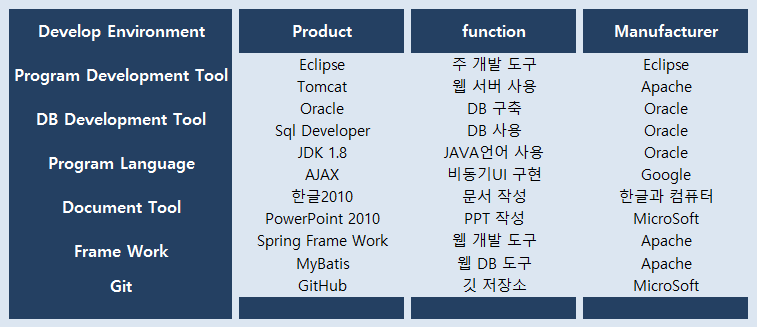 Develop Environment Product function Manufacturer
Program Development Tool Eclipse 주 개발 도구 Eclipse
Tomcat 웹 서버 사용 Apache
DB Development Tool Oracle DB 구축 Oracle
Sql Developer DB 사용 Oracle
Program Language JDK 1.8 JAVA언어 사용 Oracle
AJAX 비동기UI 구현 Google
Document Tool 한글2010 문서 작성 한글과 컴퓨터
PowerPoint 2010 PPT 작성 MicroSoft
Frame Work Spring Frame Work 웹 개발 도구 Apache
MyBatis 웹 DB 도구 Apache
Git GitHub 깃 저장소 MicroSoft